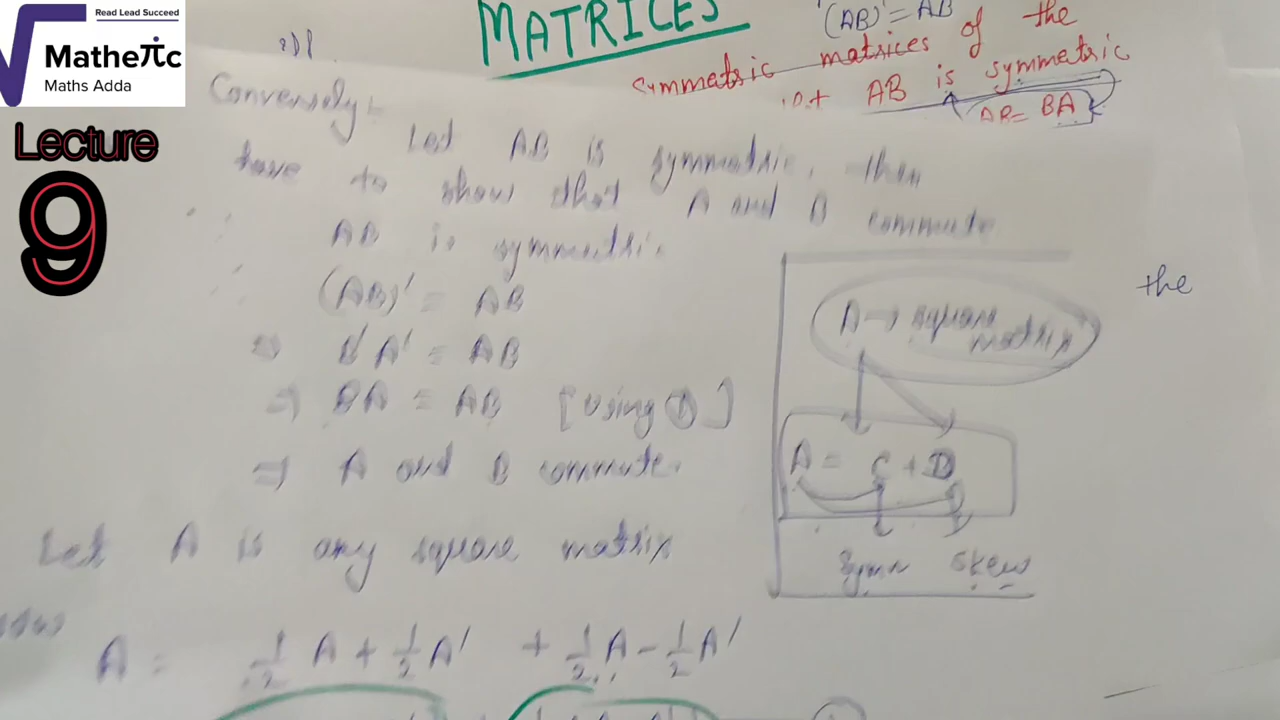 Read Lead Succeed
Matheπc
Maths Adda
Lecture
9
MATRICES
(AB)' = AB
symmetric matrices of the
AB is symmetric
AB = BA
Conversely:-
Let AB is symmetric, then
have to show that A and B commute
AB is symmetric
(AB)' = AB
⇒ B'A' = AB
⇒ BA = AB [using ①]
⇒ A and B commute.
the
A → square
matrix
A = C + D
Symm Skew
Let A is any square matrix
A = 1/2 A + 1/2 A' + 1/2 A - 1/2 A'